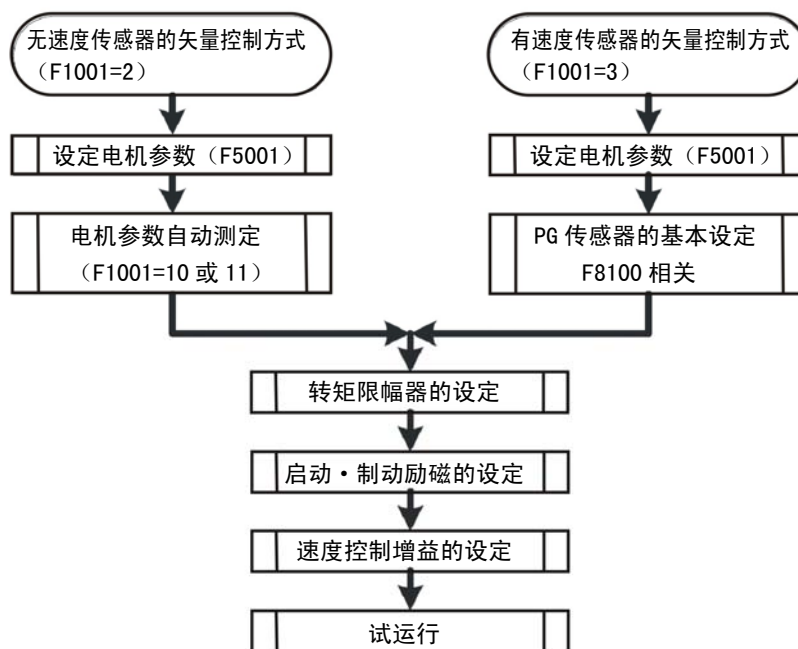 无速度传感器的矢量控制方式
（F1001=2）
设定电机参数（F5001）
电机参数自动测定
（F1001=10 或 11）
有速度传感器的矢量控制方式
（F1001=3）
设定电机参数（F5001）
PG 传感器的基本设定
F8100 相关
转矩限幅器的设定
启动·制动励磁的设定
速度控制增益的设定
试运行